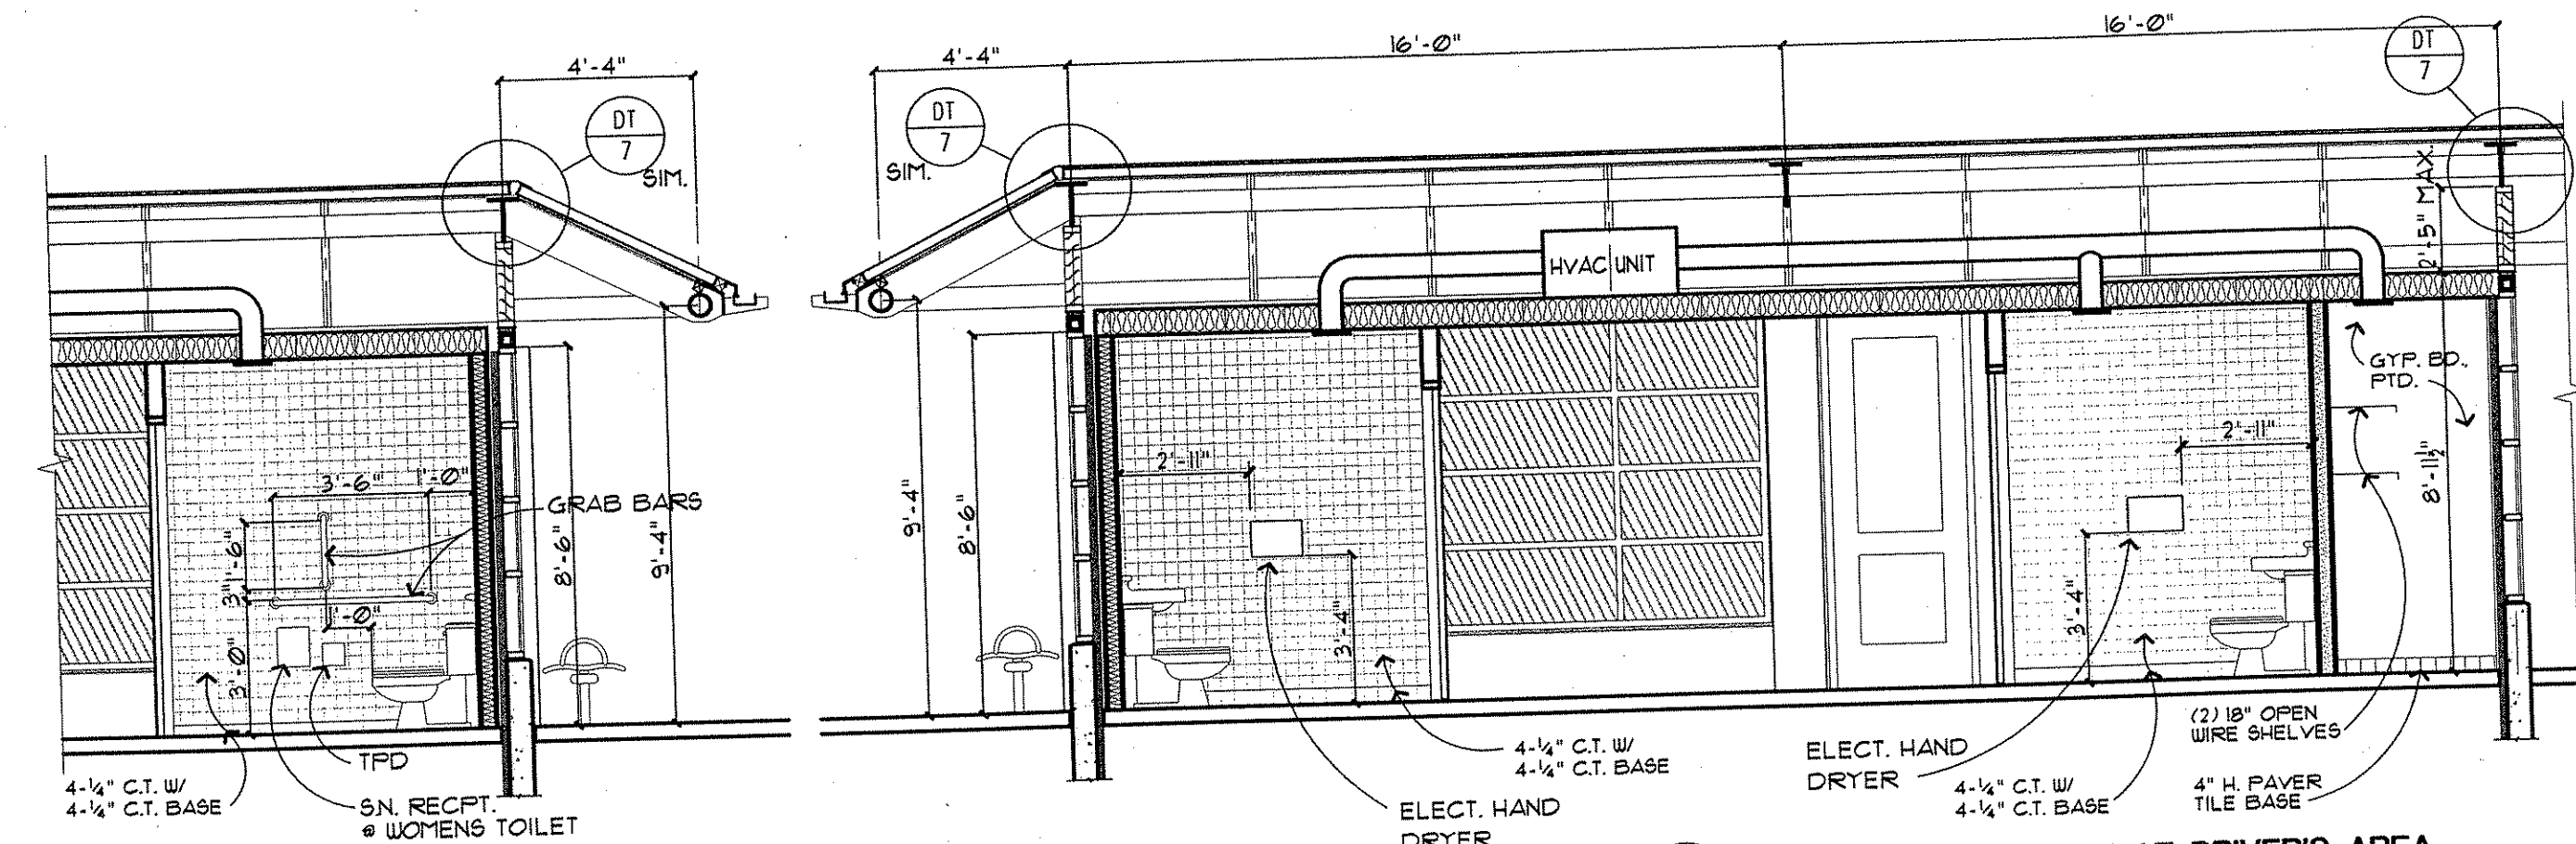 4'-4"
4'-4"
16'-0"
16'-0"
DT
7
SIM.
DT
7
SIM.
DT
7
2'-5" MAX.
HVAC UNIT
GYP. BD.,
PTD.
2'-11"
2'-11"
3'-6"
1'-0"
GRAB BARS
1'-6"
3"
1'-0"
3'-0"
8'-6"
9'-4"
9'-4"
8'-6"
3'-4"
3'-4"
8'-11½"
4-¼" C.T. W/
4-¼" C.T. BASE
TPD
S.N. RECPT.
@ WOMENS TOILET
4-¼" C.T. W/
4-¼" C.T. BASE
ELECT. HAND
DRYER
ELECT. HAND
DRYER
4-¼" C.T. W/
4-¼" C.T. BASE
(2) 18" OPEN
WIRE SHELVES
4" H. PAVER
TILE BASE
DRIVER'S AREA